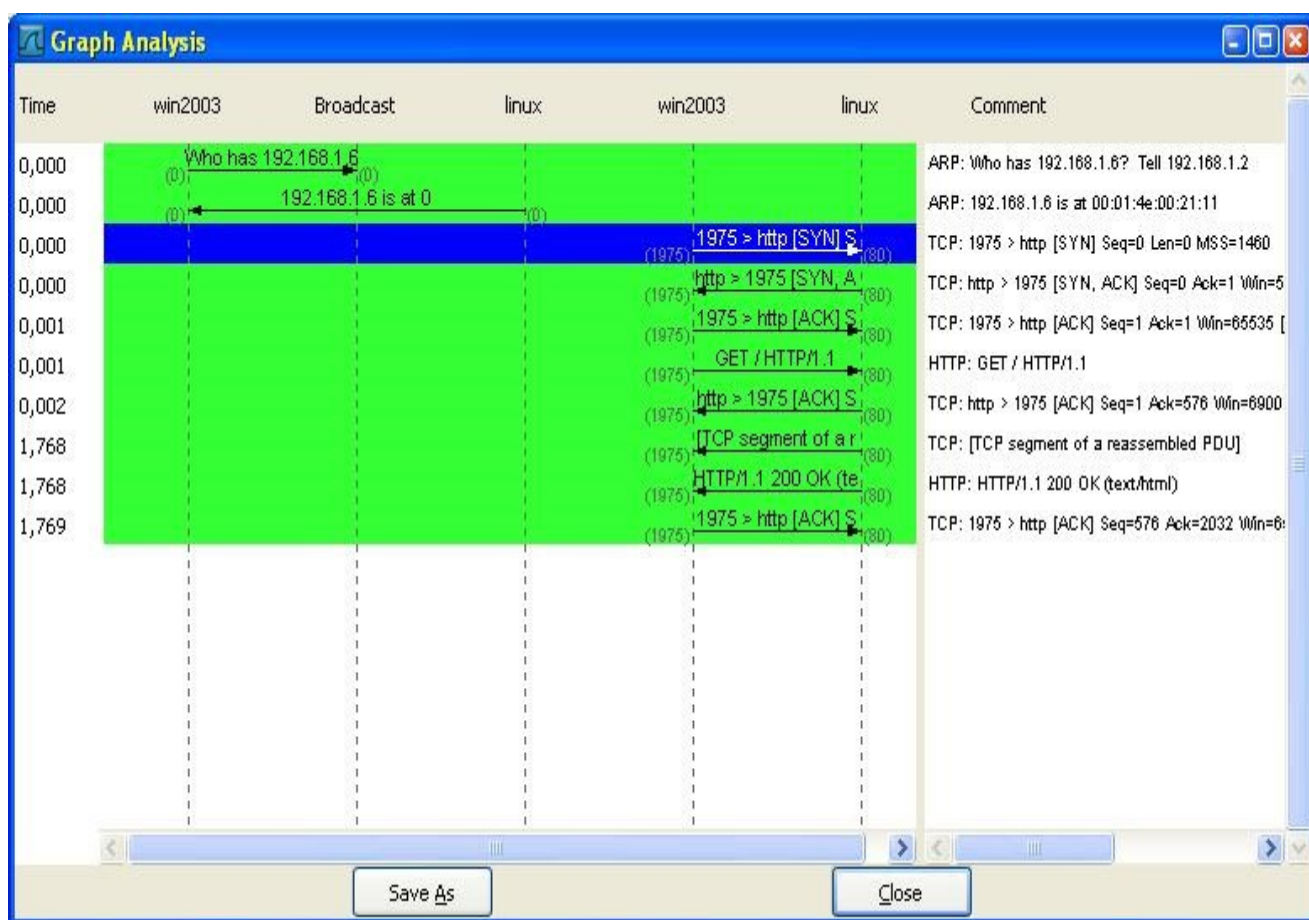 Graph Analysis
Time win2003 Broadcast linux win2003 linux Comment
0,000 Who has 192.168.1.6 (0) (0) ARP: Who has 192.168.1.6? Tell 192.168.1.2
0,000 192.168.1.6 is at 0 (0) (0) ARP: 192.168.1.6 is at 00:01:4e:00:21:11
0,000 1975 > http [SYN] S (1975) (80) TCP: 1975 > http [SYN] Seq=0 Len=0 MSS=1460
0,000 http > 1975 [SYN, A (1975) (80) TCP: http > 1975 [SYN, ACK] Seq=0 Ack=1 Win=5
0,001 1975 > http [ACK] S (1975) (80) TCP: 1975 > http [ACK] Seq=1 Ack=1 Win=65535 [
0,001 GET / HTTP/1.1 (1975) (80) HTTP: GET / HTTP/1.1
0,002 http > 1975 [ACK] S (1975) (80) TCP: http > 1975 [ACK] Seq=1 Ack=576 Win=6900
1,768 [TCP segment of a r (1975) (80) TCP: [TCP segment of a reassembled PDU]
1,768 HTTP/1.1 200 OK (te (1975) (80) HTTP: HTTP/1.1 200 OK (text/html)
1,769 1975 > http [ACK] S (1975) (80) TCP: 1975 > http [ACK] Seq=576 Ack=2032 Win=6
Save As Close